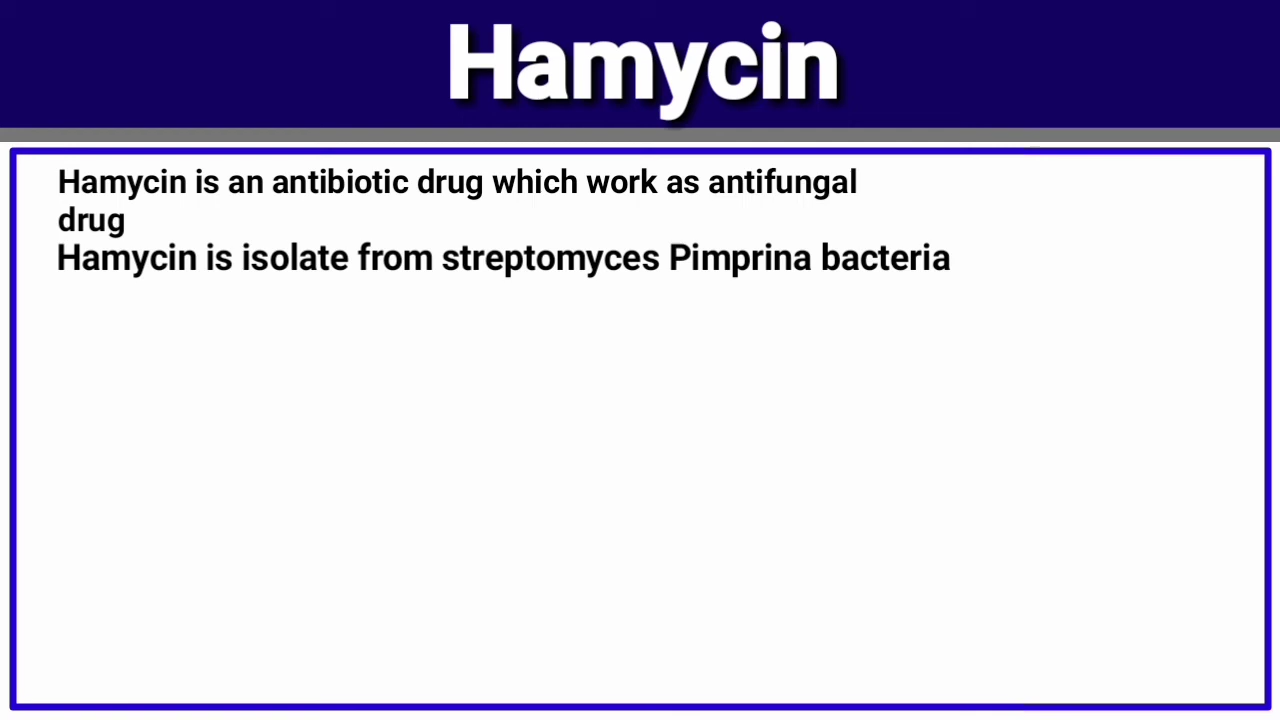 Hamycin
Hamycin is an antibiotic drug which work as antifungal
drug
Hamycin is isolate from streptomyces Pimprina bacteria